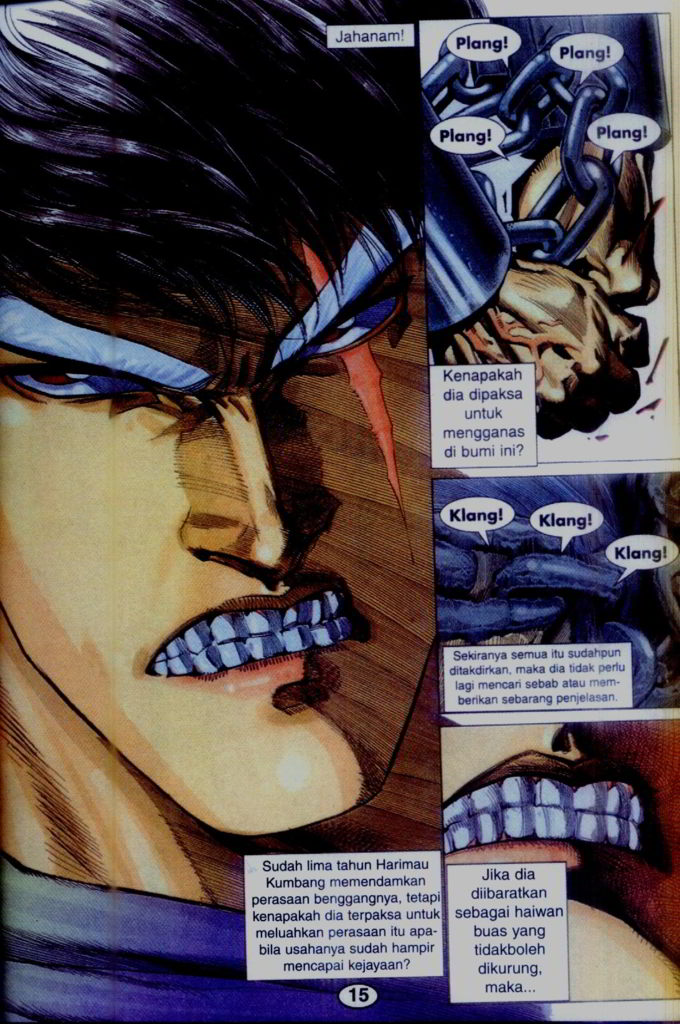 Jahanam!
Plang!
Plang!
Plang!
Plang!
Kenapakah
dia dipaksa
untuk
mengganas
di bumi ini?
Klang!
Klang!
Klang!
Sekiranya semua itu sudahpun
ditakdirkan, maka dia tidak perlu
lagi mencari sebab atau mem-
berikan sebarang penjelasan.
Sudah lima tahun Harimau
Kumbang memendamkan
perasaan benggangnya, tetapi
kenapakah dia terpaksa untuk
meluahkan perasaan itu apa-
bila usahanya sudah hampir
mencapai kejayaan?
Jika dia
diibaratkan
sebagai haiwan
buas yang
tidakboleh
dikurung,
maka...
15